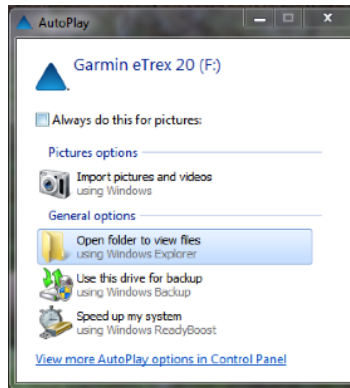 AutoPlay
Garmin eTrex 20 (F:)
Always do this for pictures:
Pictures options
Import pictures and videos
using Windows
General options
Open folder to view files
using Windows Explorer
Use this drive for backup
using Windows Backup
Speed up my system
using Windows ReadyBoost
View more AutoPlay options in Control Panel